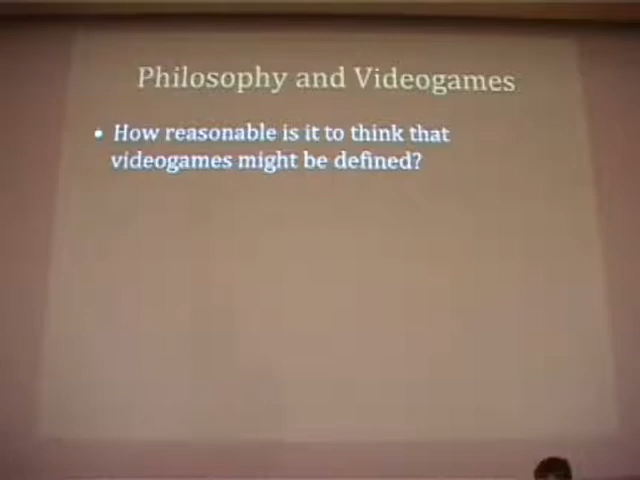 Philosophy and Videogames
• How reasonable is it to think that
videogames might be defined?